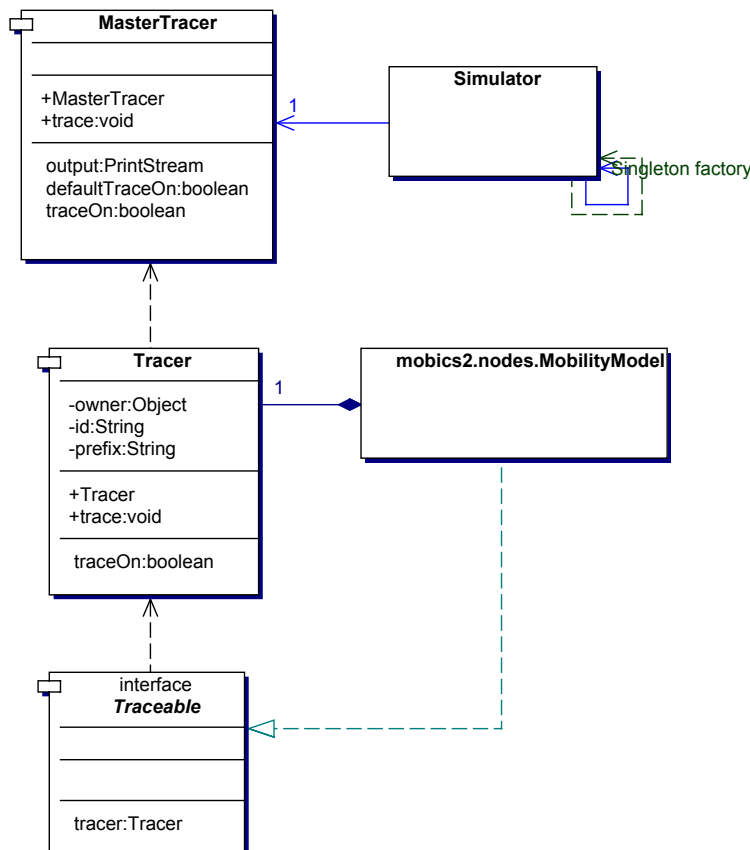 MasterTracer
+MasterTracer
+trace:void
output:PrintStream
defaultTraceOn:boolean
traceOn:boolean
1
Simulator
Singleton factory
Tracer
-owner:Object
-id:String
-prefix:String
+Tracer
+trace:void
traceOn:boolean
1
mobics2.nodes.MobilityModel
interface
Traceable
tracer:Tracer